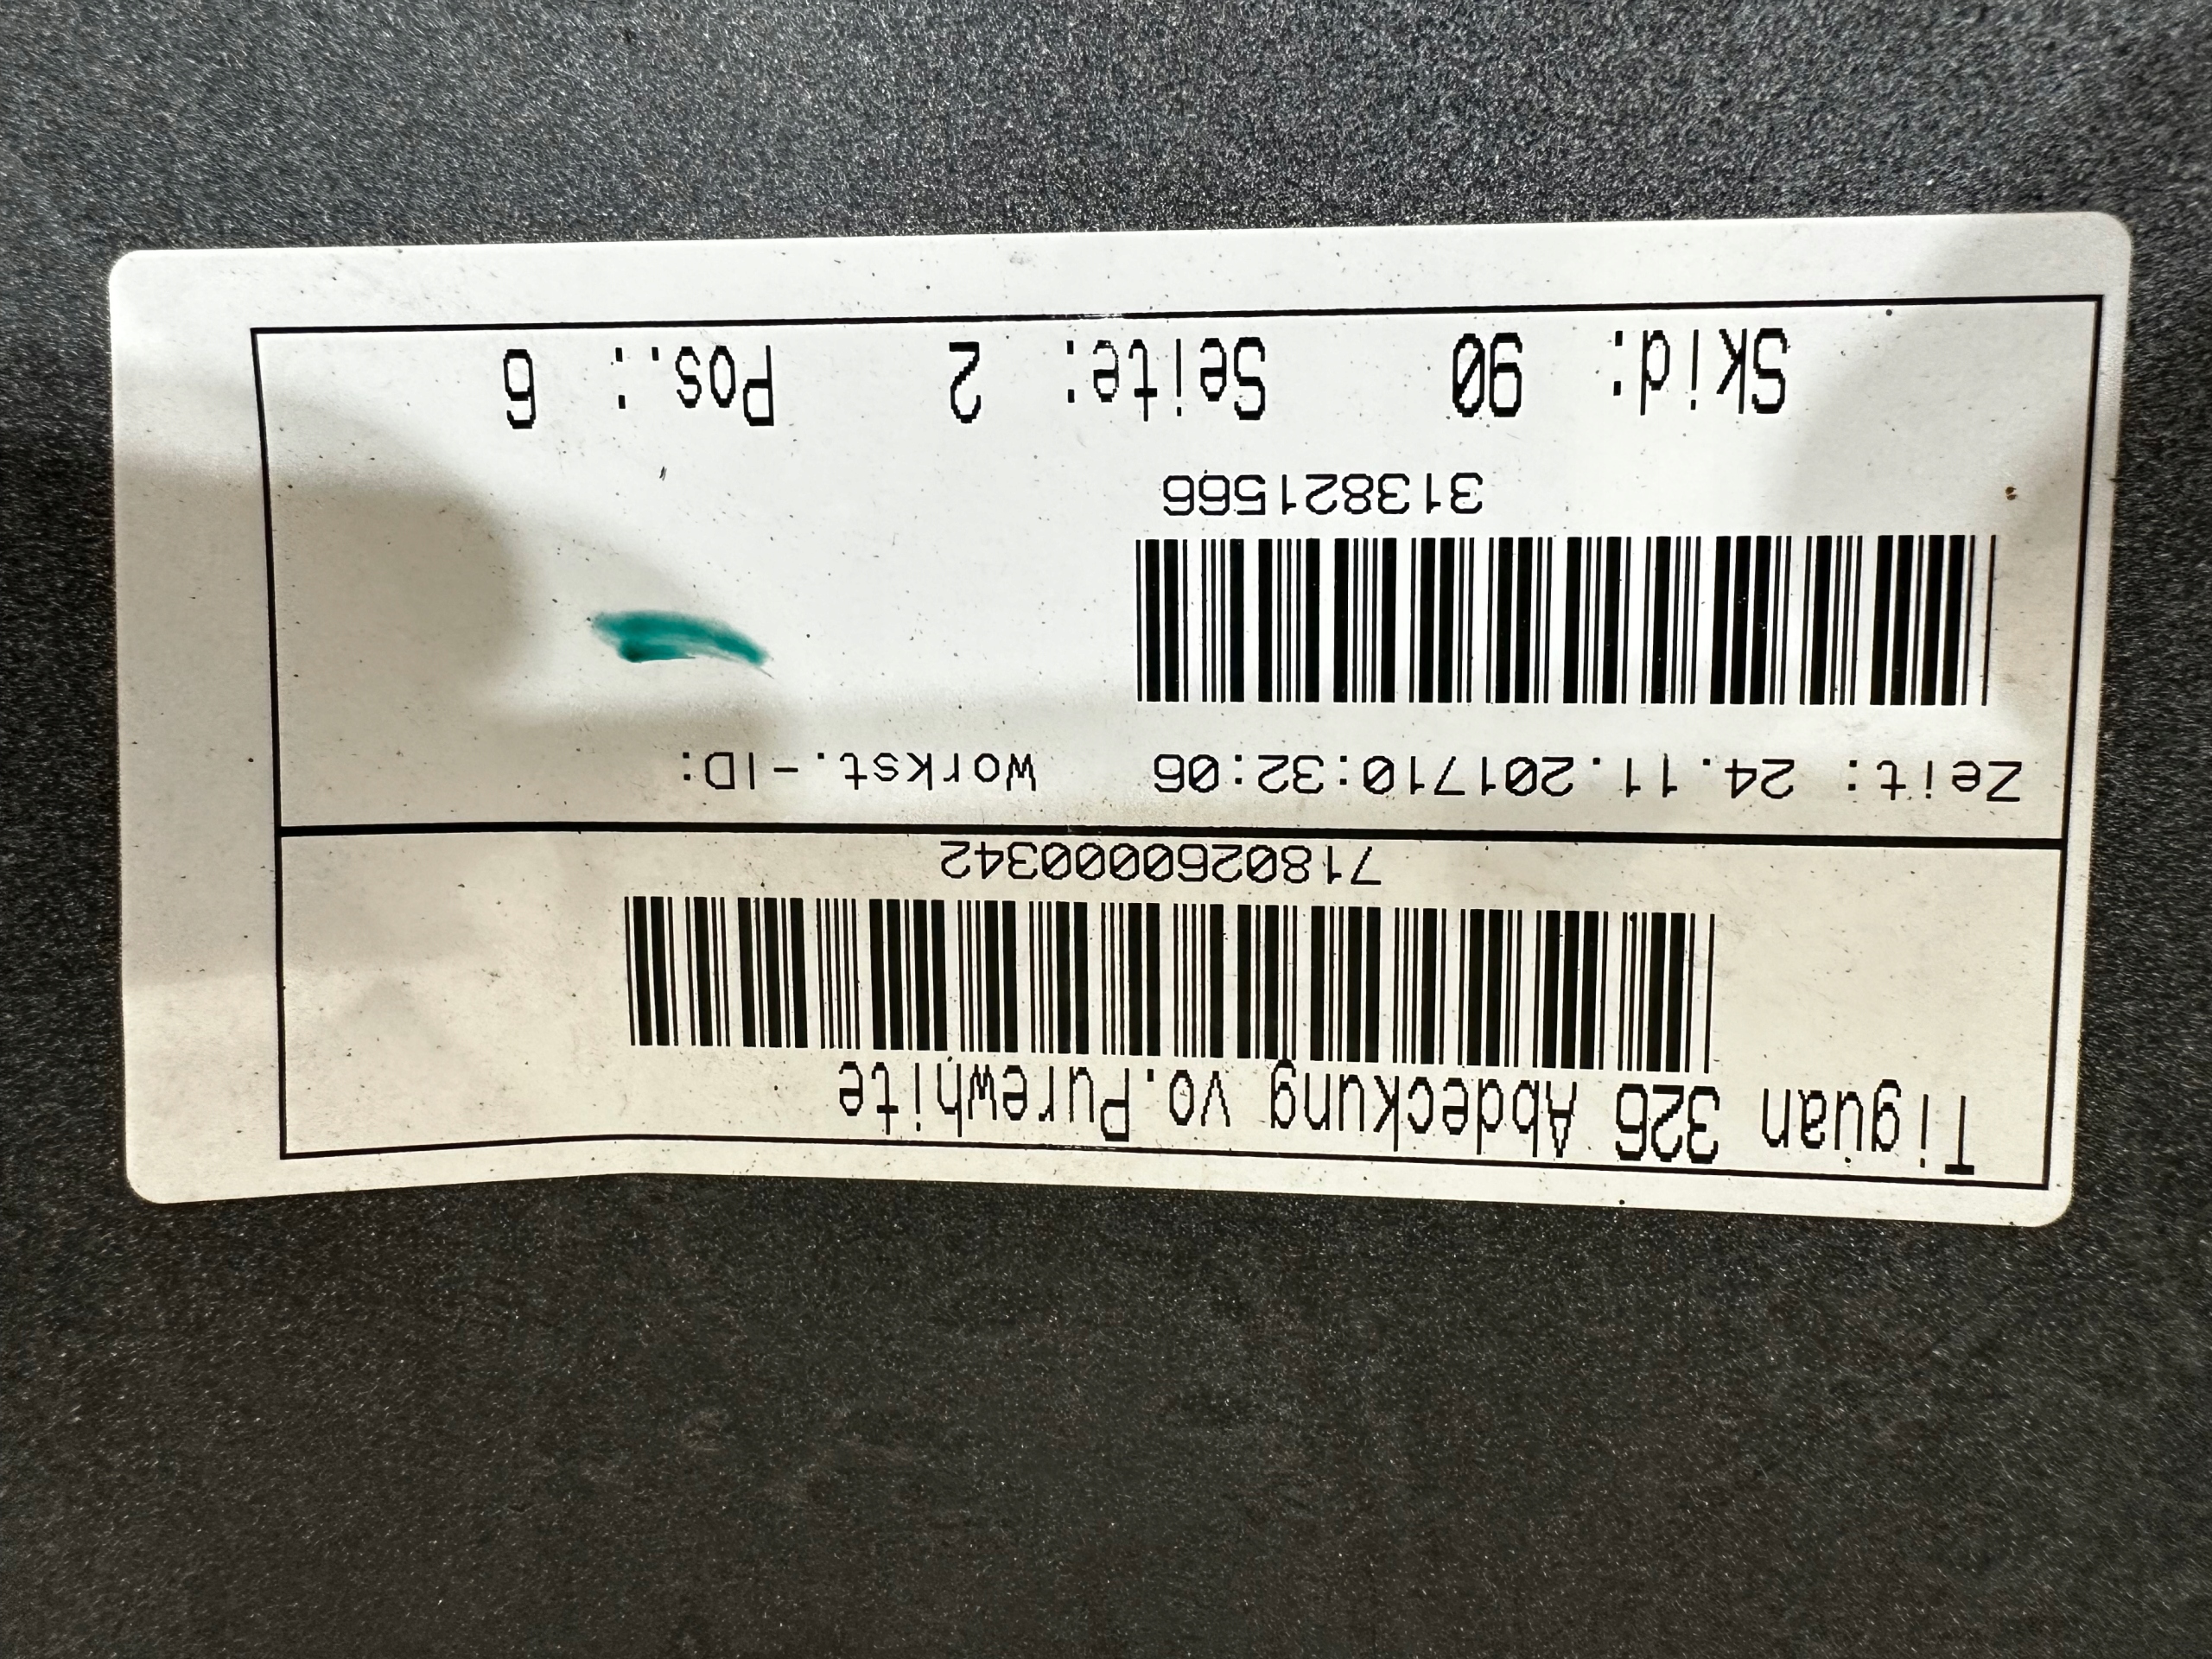 Tiguan 326 Abdeckung vo.Purewhite
7180260000342
Zeit: 24.11.201710:32:06 Workst.-ID:
313821566
Skid: 90 Seite: 2 Pos.: 6